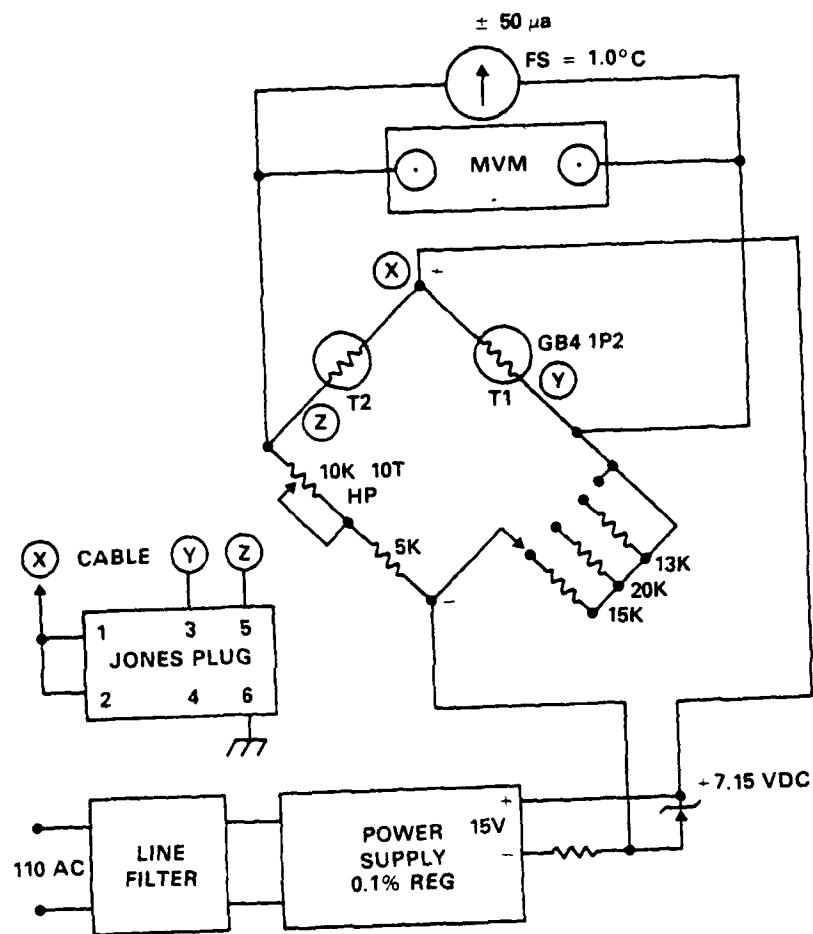 ± 50 μa
FS = 1.0°C
MVM
X
+
GB4 1P2
T2
T1
Y
Z
10K 10T
HP
5K
13K
20K
15K
−
X CABLE Y Z
1 3 5
JONES PLUG
2 4 6
+7.15 VDC
+
15V
−
110 AC
LINE
FILTER
POWER
SUPPLY
0.1% REG